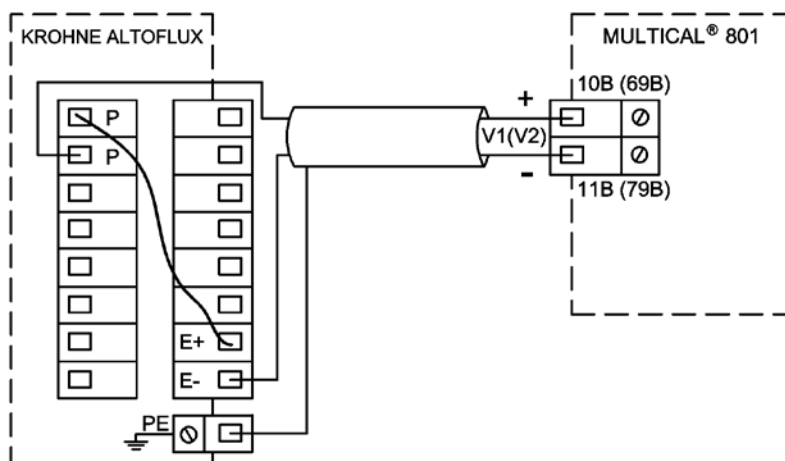 KROHNE ALTOFLUX
MULTICAL® 801
10B (69B)
P
+
V1(V2)
P
-
11B (79B)
E+
E-
PE